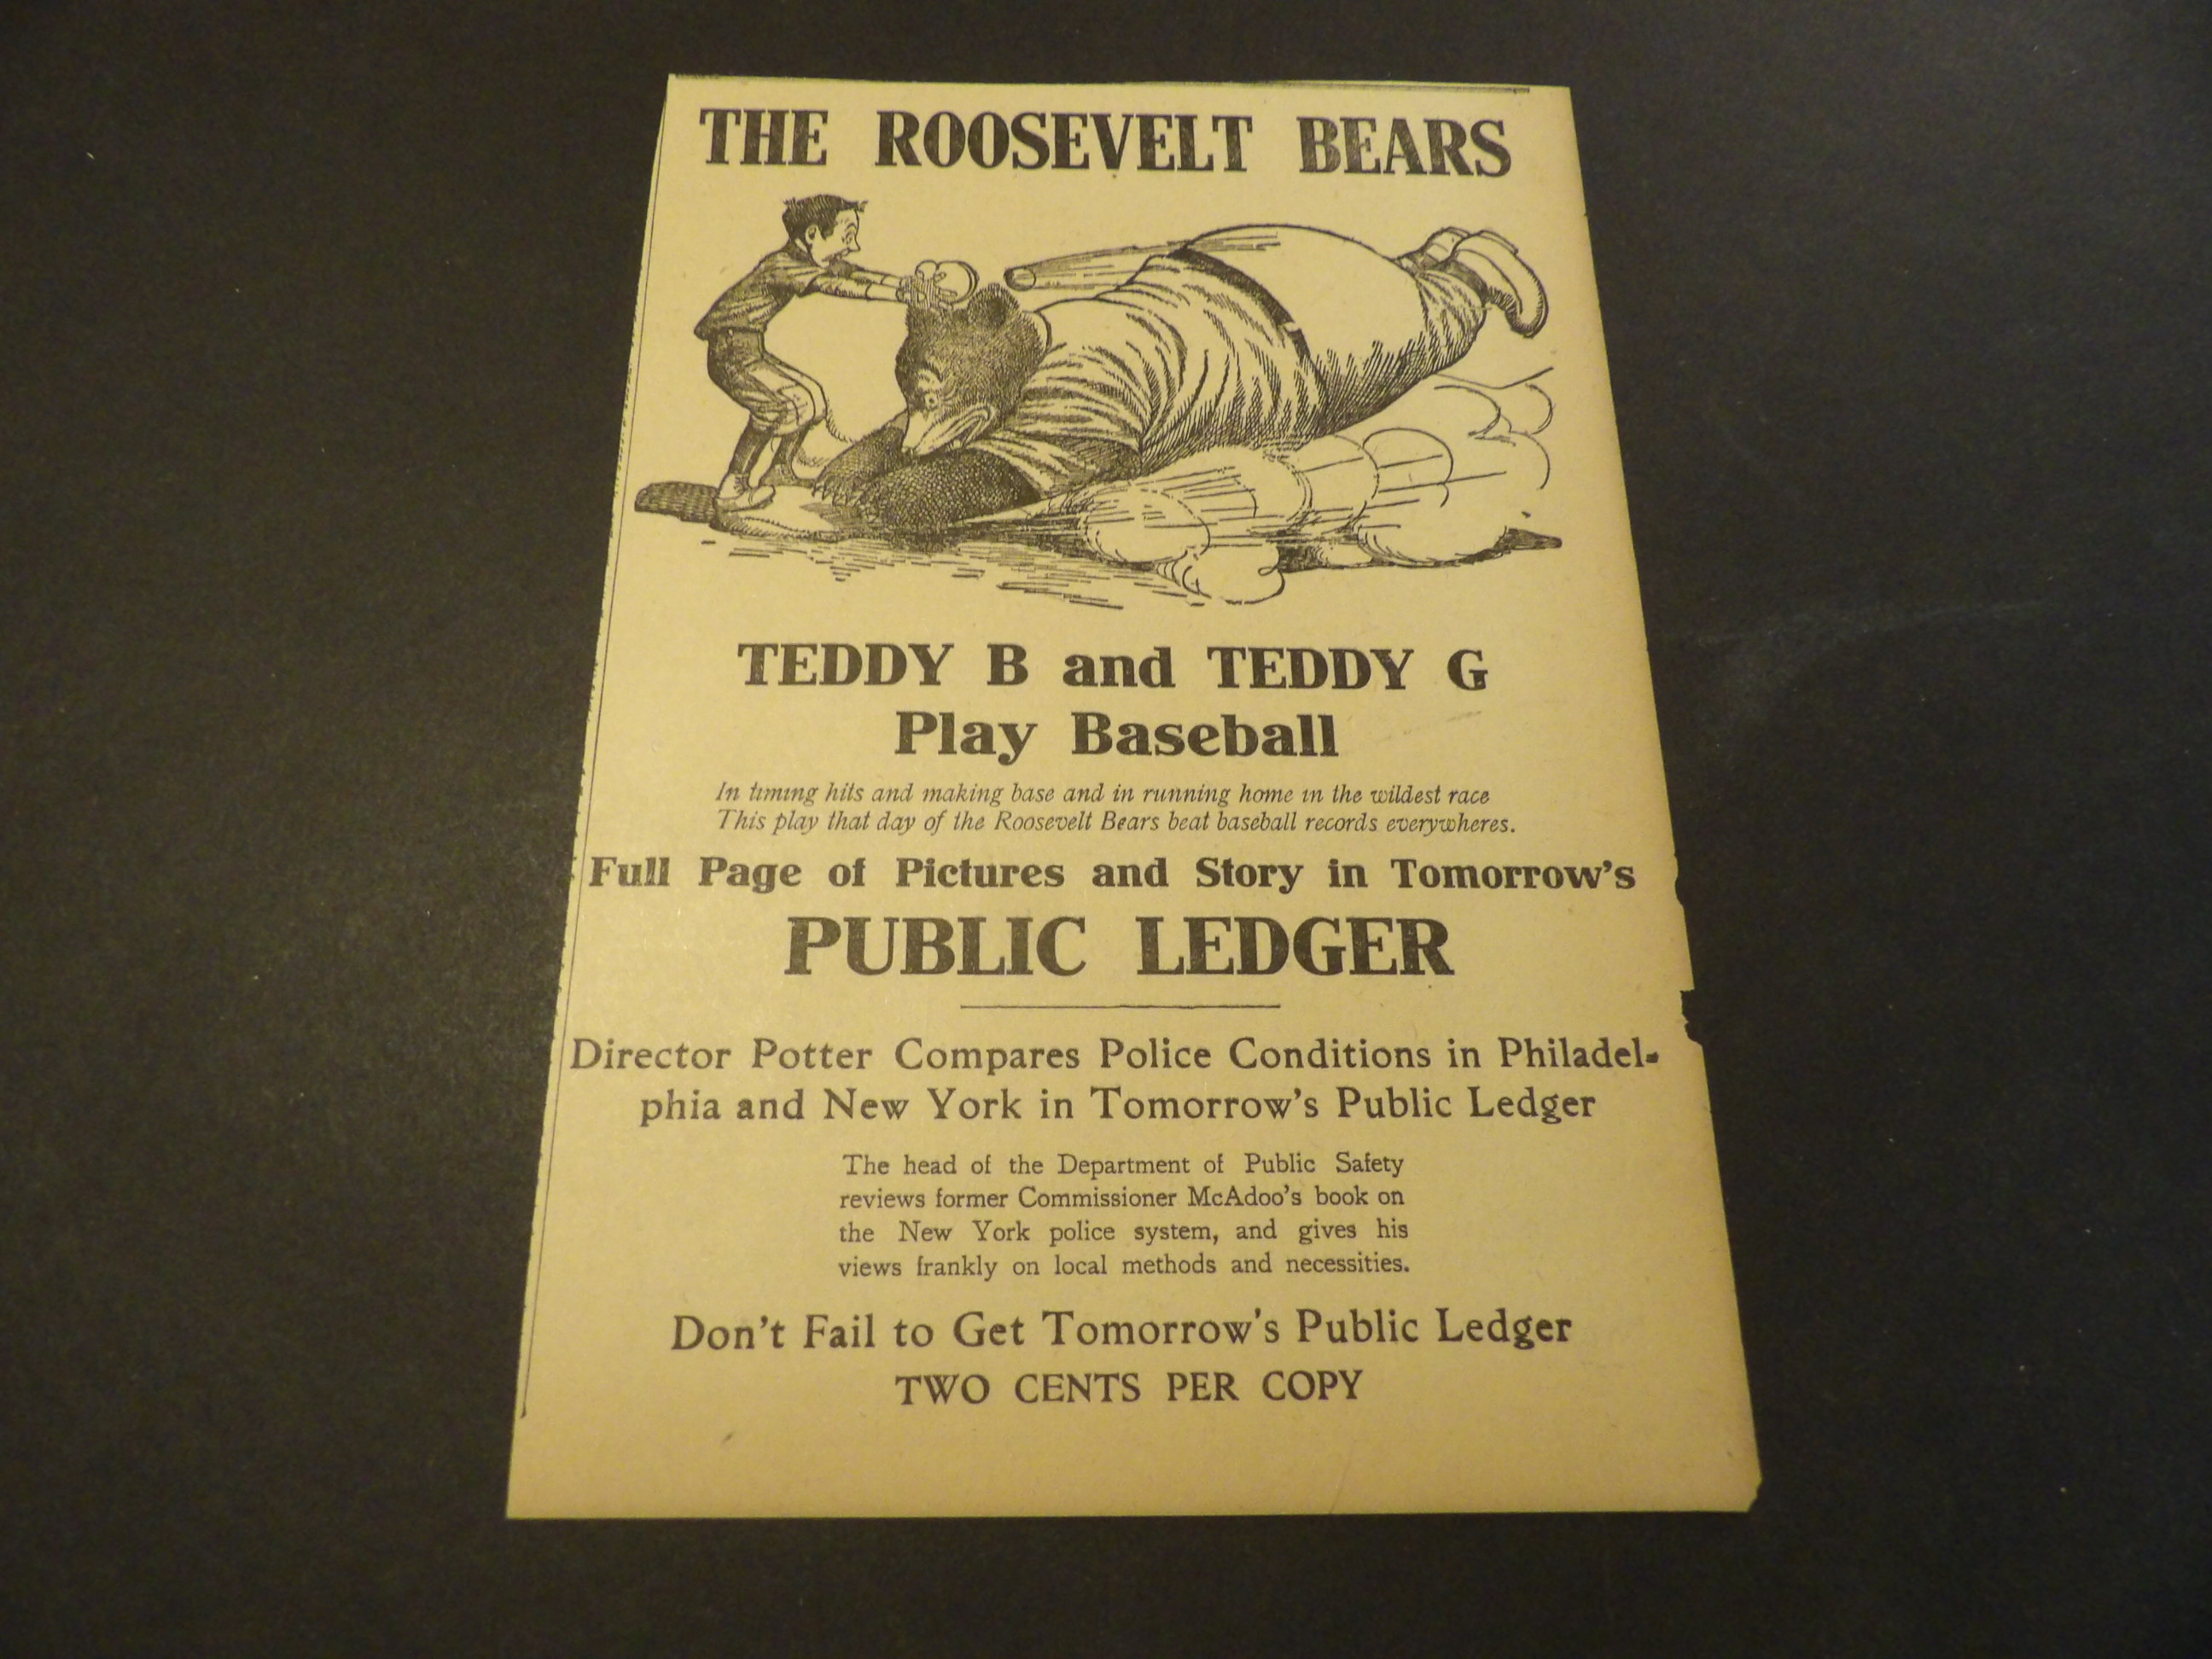 THE ROOSEVELT BEARS
TEDDY B and TEDDY G
Play Baseball
In timing hits and making base and in running home in the wildest race
This play that day of the Roosevelt Bears beat baseball records everywheres.
Full Page of Pictures and Story in Tomorrow's
PUBLIC LEDGER
Director Potter Compares Police Conditions in Philadel-
phia and New York in Tomorrow's Public Ledger
The head of the Department of Public Safety
reviews former Commissioner McAdoo's book on
the New York police system, and gives his
views frankly on local methods and necessities.
Don't Fail to Get Tomorrow's Public Ledger
TWO CENTS PER COPY